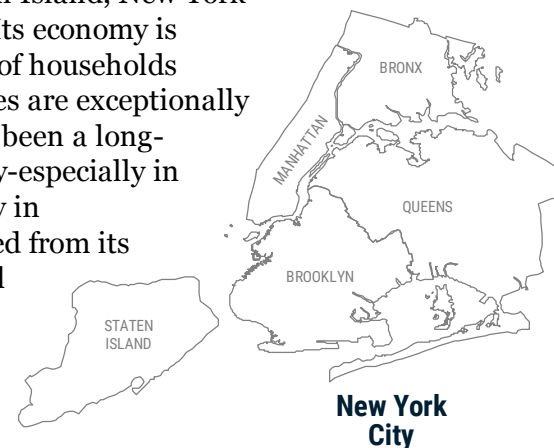 n Island, New York
Its economy is
of households
es are exceptionally
been a long-
y-especially in
y in
ed from its
d
BRONX
MANHATTAN
QUEENS
BROOKLYN
STATEN
ISLAND
New York
City